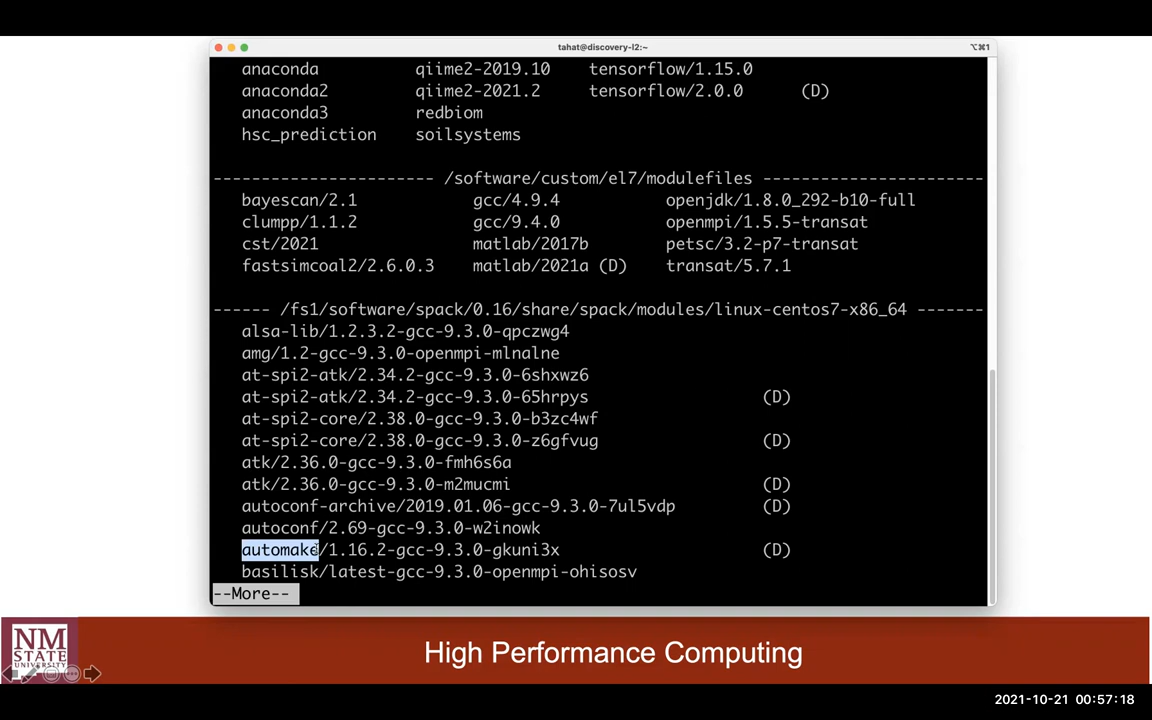 tahat@discovery-l2:~
⌥⌘1
anaconda qiime2-2019.10 tensorflow/1.15.0
anaconda2 qiime2-2021.2 tensorflow/2.0.0 (D)
anaconda3 redbiom
hsc_prediction soilsystems
----------------------- /software/custom/el7/modulefiles -----------------------
bayescan/2.1 gcc/4.9.4 openjdk/1.8.0_292-b10-full
clumpp/1.1.2 gcc/9.4.0 openmpi/1.5.5-transat
cst/2021 matlab/2017b petsc/3.2-p7-transat
fastsimcoal2/2.6.0.3 matlab/2021a (D) transat/5.7.1
------ /fs1/software/spack/0.16/share/spack/modules/linux-centos7-x86_64 -------
alsa-lib/1.2.3.2-gcc-9.3.0-qpczwg4
amg/1.2-gcc-9.3.0-openmpi-mlnalne
at-spi2-atk/2.34.2-gcc-9.3.0-6shxwz6
at-spi2-atk/2.34.2-gcc-9.3.0-65hrpys (D)
at-spi2-core/2.38.0-gcc-9.3.0-b3zc4wf
at-spi2-core/2.38.0-gcc-9.3.0-z6gfvug (D)
atk/2.36.0-gcc-9.3.0-fmh6s6a
atk/2.36.0-gcc-9.3.0-m2mucmi (D)
autoconf-archive/2019.01.06-gcc-9.3.0-7ul5vdp (D)
autoconf/2.69-gcc-9.3.0-w2inowk
automake/1.16.2-gcc-9.3.0-gkuni3x (D)
basilisk/latest-gcc-9.3.0-openmpi-ohisosv
--More--
NM
STATE
UNIVERSITY
High Performance Computing
2021-10-21 00:57:18